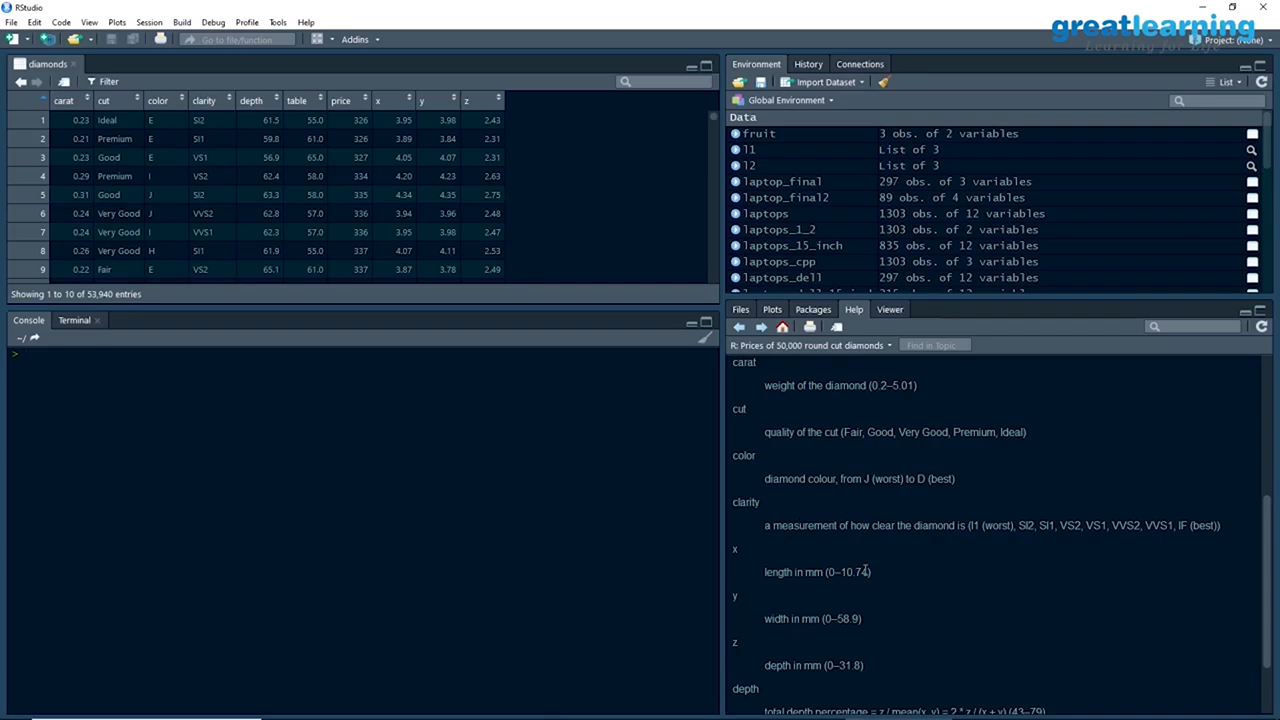 RStudio
File Edit Code View Plots Session Build Debug Profile Tools Help
greatlearning
Learning for Life
Go to file/function Addins Project: (None)
diamonds
Filter
carat cut color clarity depth table price x y z
1 0.23 Ideal E SI2 61.5 55.0 326 3.95 3.98 2.43
2 0.21 Premium E SI1 59.8 61.0 326 3.89 3.84 2.31
3 0.23 Good E VS1 56.9 65.0 327 4.05 4.07 2.31
4 0.29 Premium I VS2 62.4 58.0 334 4.20 4.23 2.63
5 0.31 Good J SI2 63.3 58.0 335 4.34 4.35 2.75
6 0.24 Very Good J VVS2 62.8 57.0 336 3.94 3.96 2.48
7 0.24 Very Good I VVS1 62.3 57.0 336 3.95 3.98 2.47
8 0.26 Very Good H SI1 61.9 55.0 337 4.07 4.11 2.53
9 0.22 Fair E VS2 65.1 61.0 337 3.87 3.78 2.49
Showing 1 to 10 of 53,940 entries
Console Terminal
~/
>
Environment History Connections
Import Dataset List
Global Environment
Data
fruit 3 obs. of 2 variables
l1 List of 3
l2 List of 3
laptop_final 297 obs. of 3 variables
laptop_final2 89 obs. of 4 variables
laptops 1303 obs. of 12 variables
laptops_1_2 1303 obs. of 2 variables
laptops_15_inch 835 obs. of 12 variables
laptops_cpp 1303 obs. of 3 variables
laptops_dell 297 obs. of 12 variables
Files Plots Packages Help Viewer
R: Prices of 50,000 round cut diamonds Find in Topic
carat
weight of the diamond (0.2–5.01)
cut
quality of the cut (Fair, Good, Very Good, Premium, Ideal)
color
diamond colour, from J (worst) to D (best)
clarity
a measurement of how clear the diamond is (I1 (worst), SI2, SI1, VS2, VS1, VVS2, VVS1, IF (best))
x
length in mm (0–10.74)
y
width in mm (0–58.9)
z
depth in mm (0–31.8)
depth
total depth percentage = z / mean(x, y) = 2 * z / (x + y) (43–79)